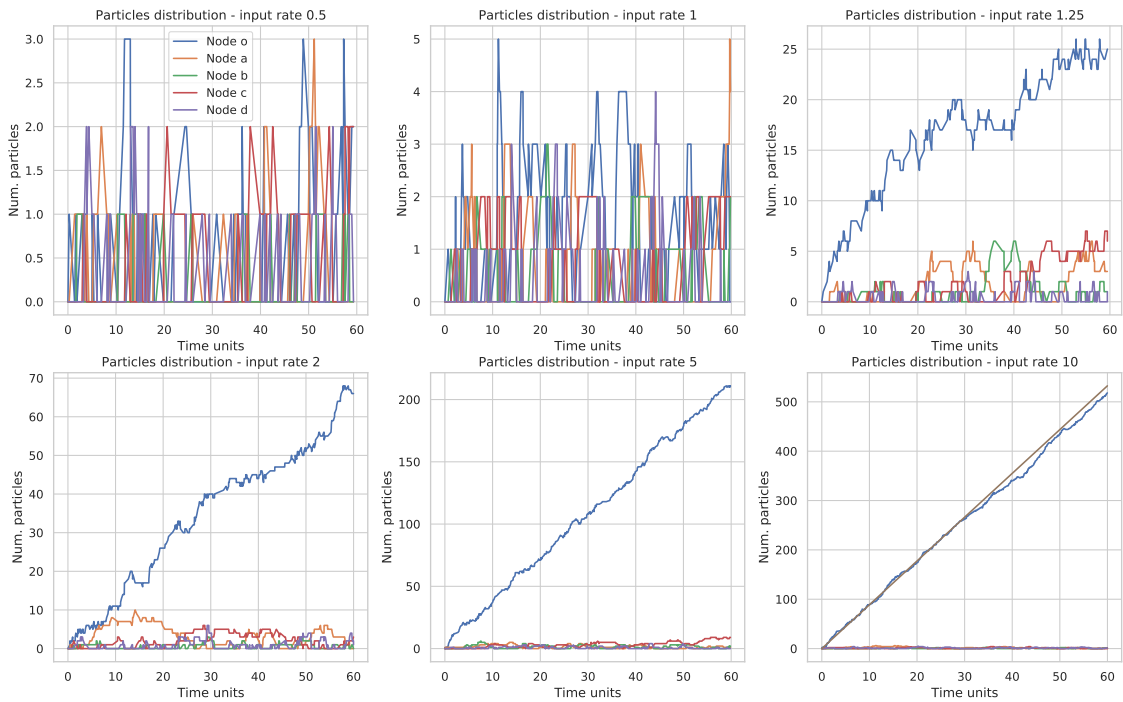 Particles distribution - input rate 0.5
Num. particles
3.0
2.5
2.0
1.5
1.0
0.5
0.0
Node o
Node a
Node b
Node c
Node d
0 10 20 30 40 50 60
Time units
Particles distribution - input rate 1
Num. particles
5
4
3
2
1
0
0 10 20 30 40 50 60
Time units
Particles distribution - input rate 1.25
Num. particles
25
20
15
10
5
0
0 10 20 30 40 50 60
Time units
Particles distribution - input rate 2
Num. particles
70
60
50
40
30
20
10
0
0 10 20 30 40 50 60
Time units
Particles distribution - input rate 5
Num. particles
200
150
100
50
0
0 10 20 30 40 50 60
Time units
Particles distribution - input rate 10
Num. particles
500
400
300
200
100
0
0 10 20 30 40 50 60
Time units